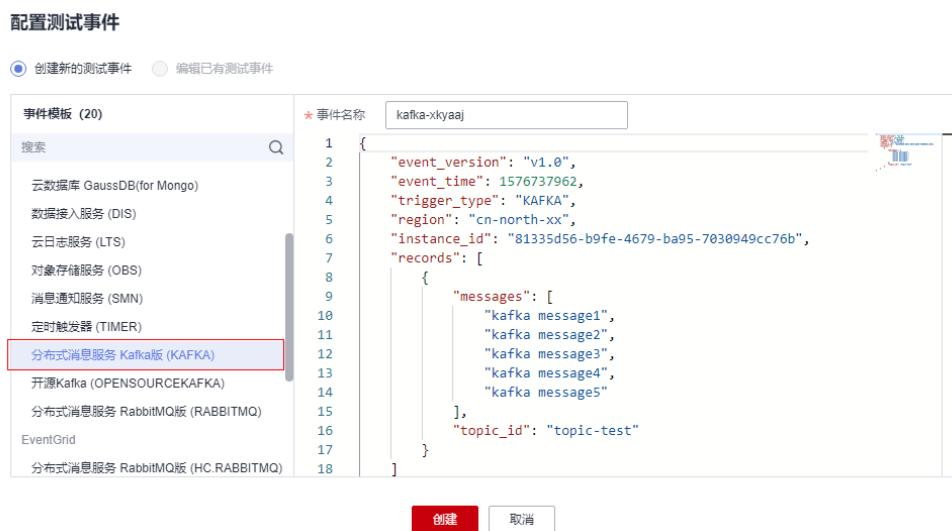 配置测试事件
创建新的测试事件 编辑已有测试事件
事件模板（20）
搜索
云数据库 GaussDB(for Mongo)
数据接入服务 (DIS)
云日志服务 (LTS)
对象存储服务 (OBS)
消息通知服务 (SMN)
定时触发器 (TIMER)
分布式消息服务 Kafka版 (KAFKA)
开源Kafka (OPENSOURCEKAFKA)
分布式消息服务 RabbitMQ版 (RABBITMQ)
EventGrid
分布式消息服务 RabbitMQ版 (HC.RABBITMQ)
★ 事件名称 kafka-xkyaaj
1 {
2 "event_version": "v1.0",
3 "event_time": 1576737962,
4 "trigger_type": "KAFKA",
5 "region": "cn-north-xx",
6 "instance_id": "81335d56-b9fe-4679-ba95-7030949cc76b",
7 "records": [
8 {
9 "messages": [
10 "kafka message1",
11 "kafka message2",
12 "kafka message3",
13 "kafka message4",
14 "kafka message5"
15 ],
16 "topic_id": "topic-test"
17 }
18 ]
创建 取消